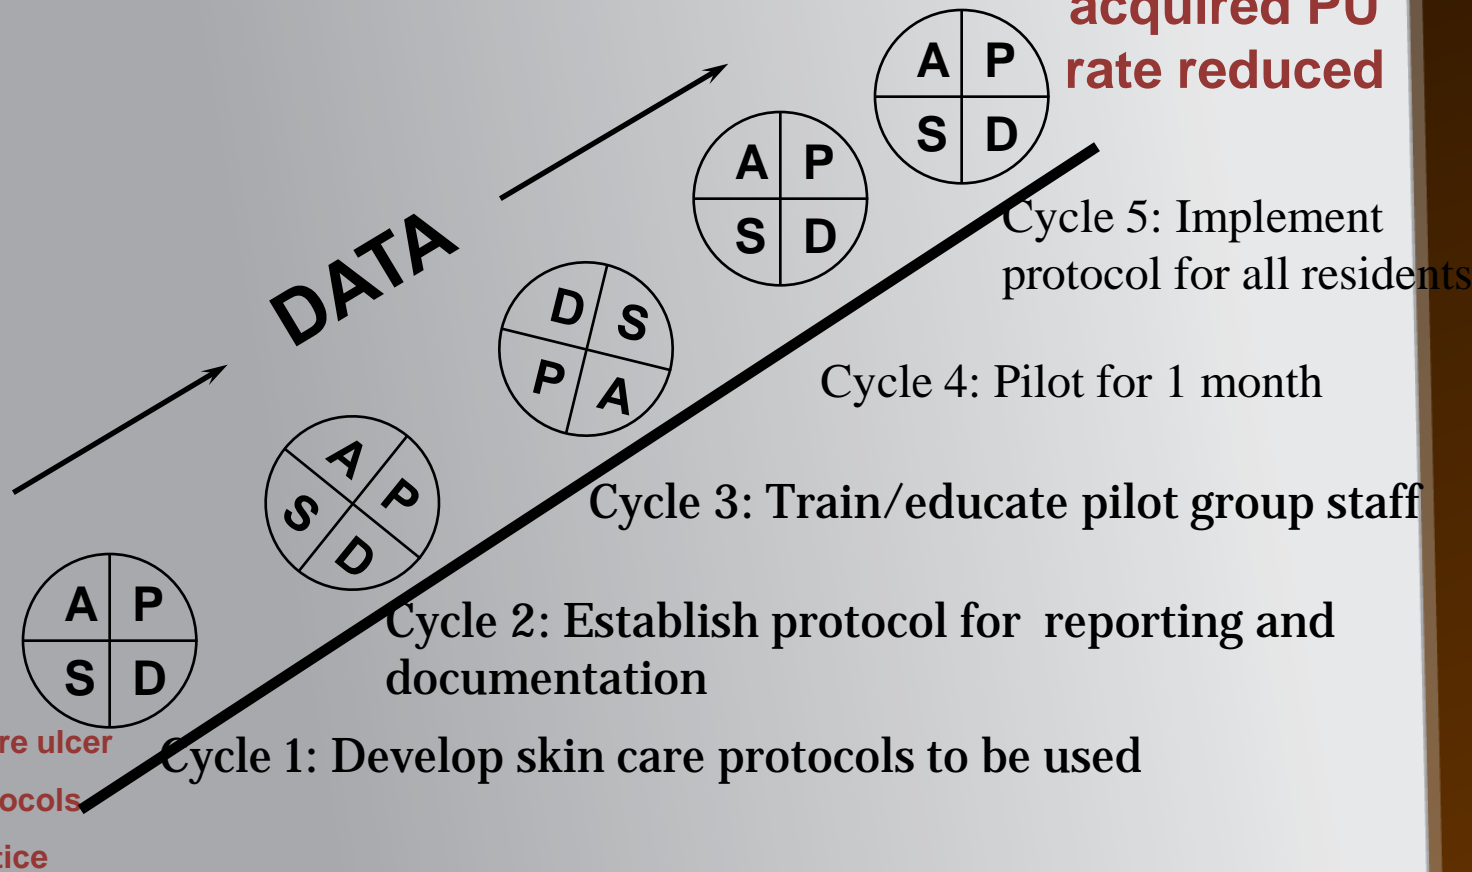 acquired PU
rate reduced
A P
S D
A P
S D
DATA
D S
P A
A P
S D
A P
S D
Cycle 5: Implement
protocol for all residents
Cycle 4: Pilot for 1 month
Cycle 3: Train/educate pilot group staff
Cycle 2: Establish protocol for reporting and
documentation
Cycle 1: Develop skin care protocols to be used
re ulcer
ocols
tice